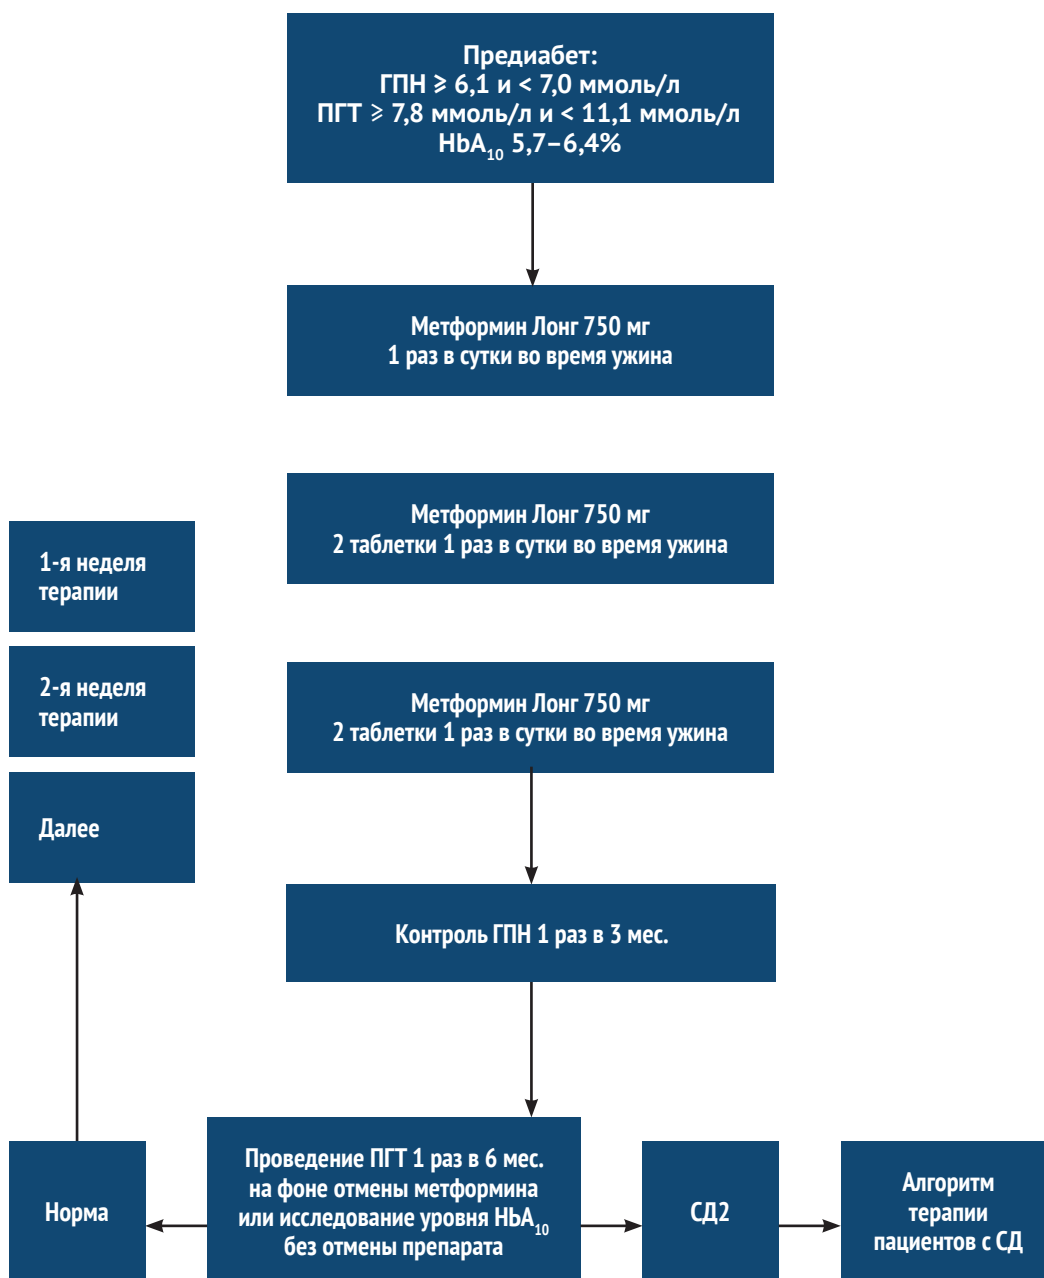 Предиабет:
ГПН ⩾ 6,1 и < 7,0 ммоль/л
ПГТ ⩾ 7,8 ммоль/л и < 11,1 ммоль/л
HbA₁₀ 5,7–6,4%
Метформин Лонг 750 мг
1 раз в сутки во время ужина
Метформин Лонг 750 мг
2 таблетки 1 раз в сутки во время ужина
1-я неделя
терапии
2-я неделя
терапии
Метформин Лонг 750 мг
2 таблетки 1 раз в сутки во время ужина
Далее
Контроль ГПН 1 раз в 3 мес.
Норма
Проведение ПГТ 1 раз в 6 мес.
на фоне отмены метформина
или исследование уровня HbA₁₀
без отмены препарата
СД2
Алгоритм
терапии
пациентов с СД